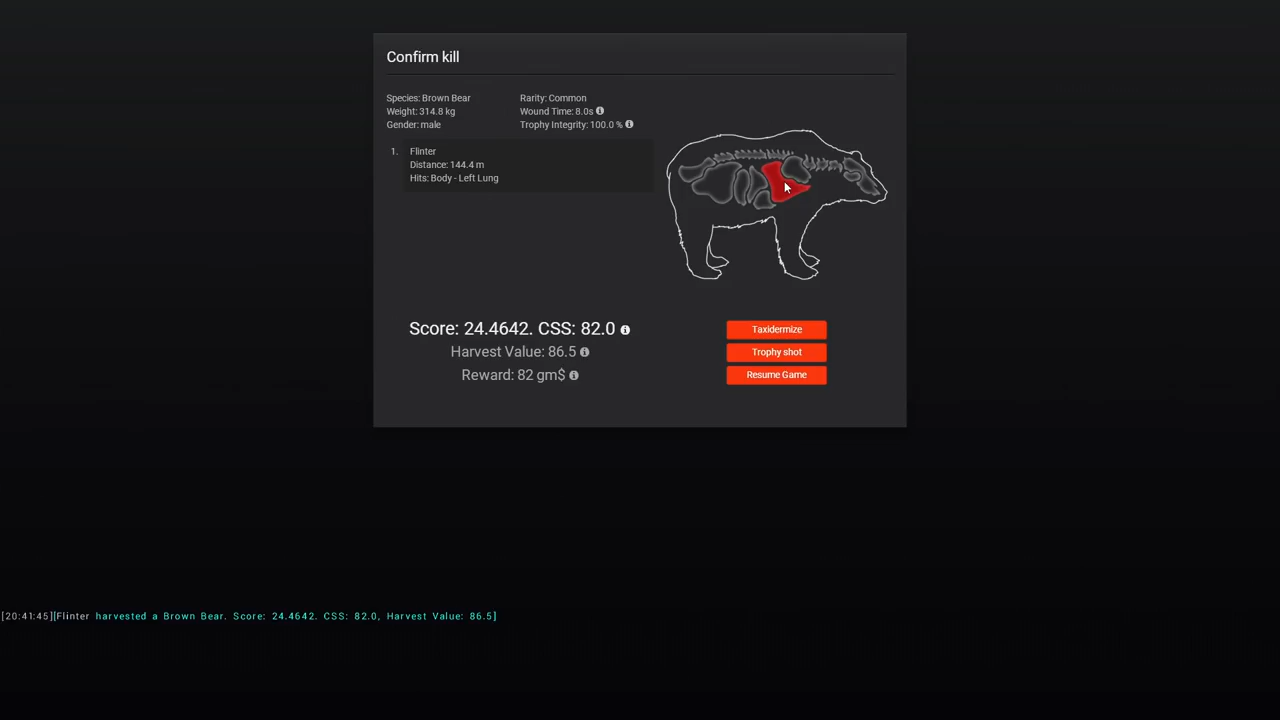 Confirm kill
Species: Brown Bear
Weight: 314.8 kg
Gender: male
Rarity: Common
Wound Time: 8.0s
Trophy Integrity: 100.0 %
1. Flinter
Distance: 144.4 m
Hits: Body - Left Lung
Score: 24.4642. CSS: 82.0
Harvest Value: 86.5
Reward: 82 gm$
Taxidermize
Trophy shot
Resume Game
[20:41:45][Flinter harvested a Brown Bear. Score: 24.4642. CSS: 82.0, Harvest Value: 86.5]